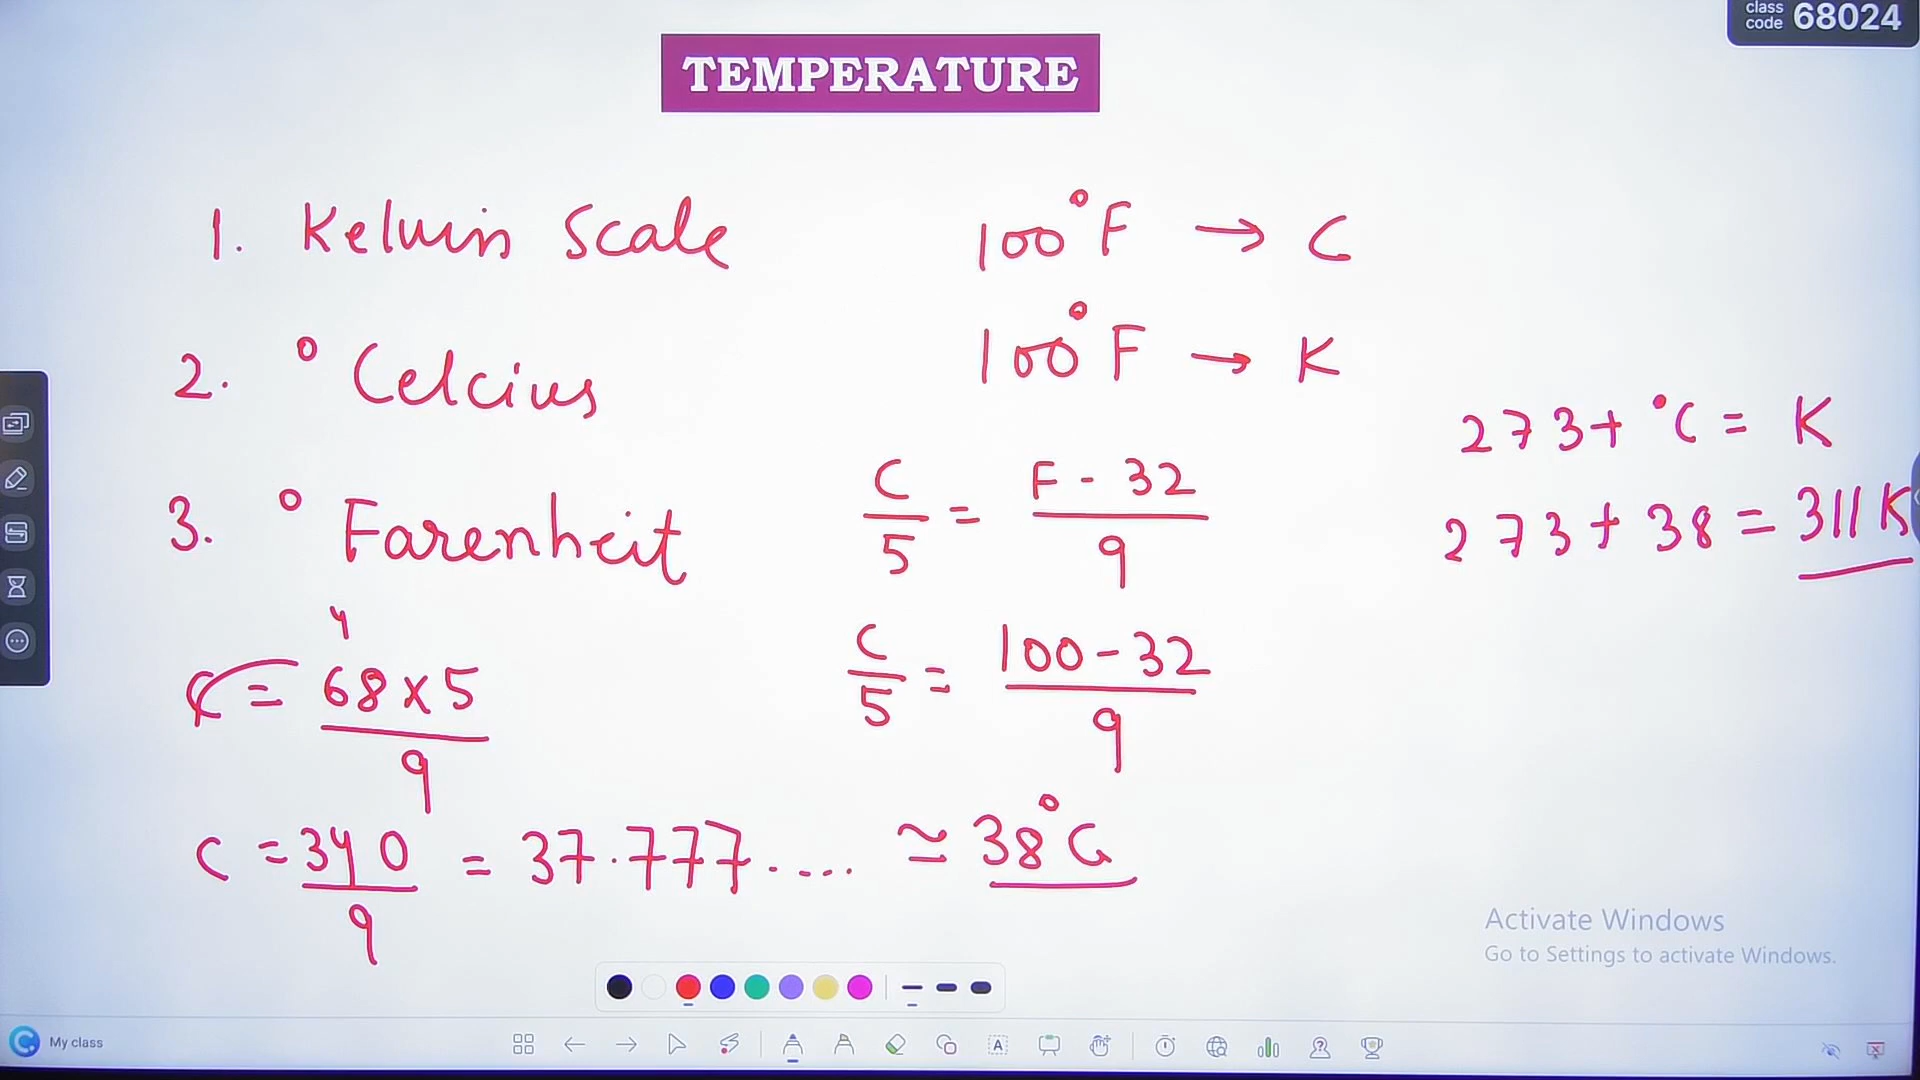 class code 68024
TEMPERATURE
1. Kelvin Scale
2. ° Celcius
3. ° Farenheit
100°F → C
100°F → K
C/5 = F - 32/9
C/5 = 100 - 32/9
273 + °C = K
273 + 38 = 311 K
4
C = 68 x 5/9
C = 340/9 = 37.777..... ≃ 38°C
Activate Windows
Go to Settings to activate Windows.
A
My class